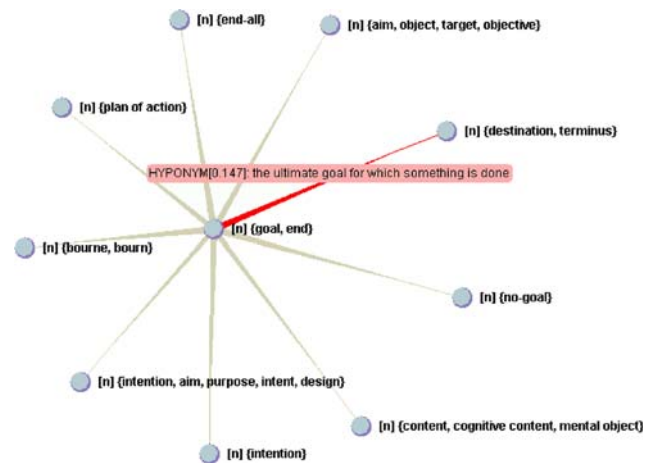 [n] {end-all}
[n] {aim, object, target, objective}
[n] {plan of action}
[n] {destination, terminus}
HYPONYM[0.147]: the ultimate goal for which something is done
[n] {goal, end}
[n] {bourne, bourn}
[n] {no-goal}
[n] {intention, aim, purpose, intent, design}
[n] {content, cognitive content, mental object}
[n] {intention}